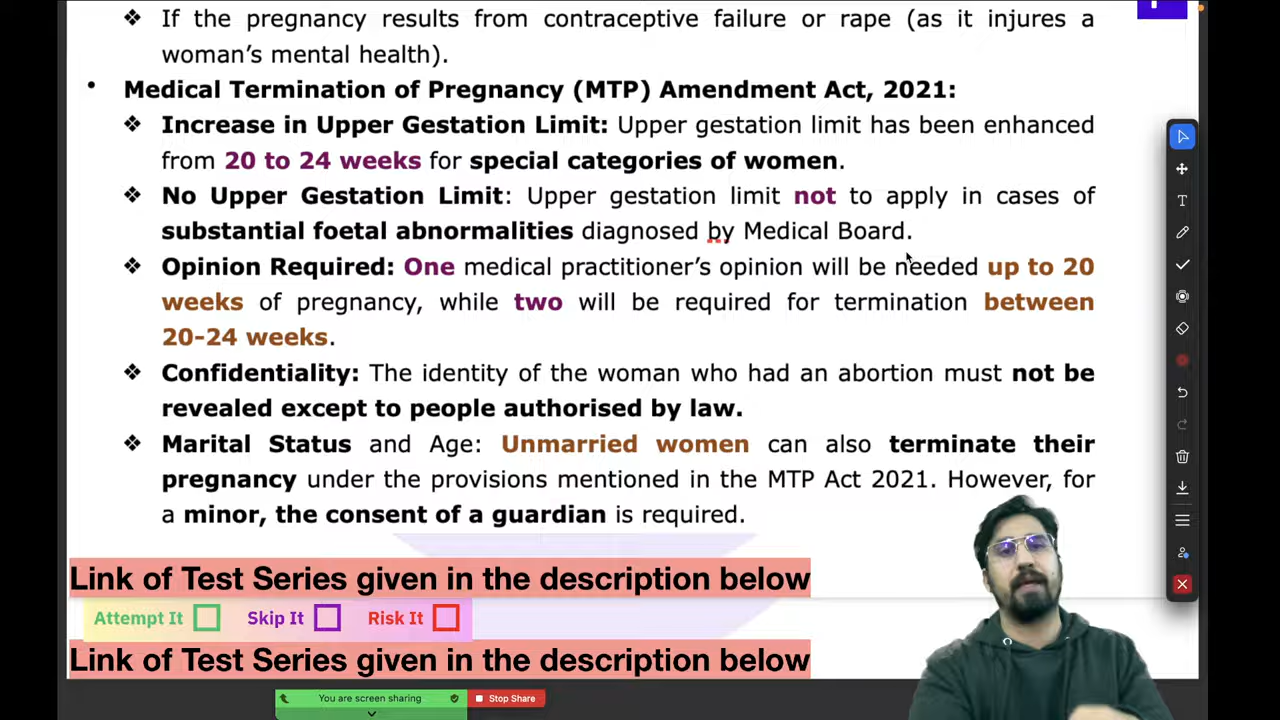 ❖ If the pregnancy results from contraceptive failure or rape (as it injures a
woman's mental health).
• Medical Termination of Pregnancy (MTP) Amendment Act, 2021:
❖ Increase in Upper Gestation Limit: Upper gestation limit has been enhanced
from 20 to 24 weeks for special categories of women.
❖ No Upper Gestation Limit: Upper gestation limit not to apply in cases of
substantial foetal abnormalities diagnosed by Medical Board.
❖ Opinion Required: One medical practitioner's opinion will be needed up to 20
weeks of pregnancy, while two will be required for termination between
20-24 weeks.
❖ Confidentiality: The identity of the woman who had an abortion must not be
revealed except to people authorised by law.
❖ Marital Status and Age: Unmarried women can also terminate their
pregnancy under the provisions mentioned in the MTP Act 2021. However, for
a minor, the consent of a guardian is required.
Link of Test Series given in the description below
Attempt It Skip It Risk It
Link of Test Series given in the description below
You are screen sharing Stop Share